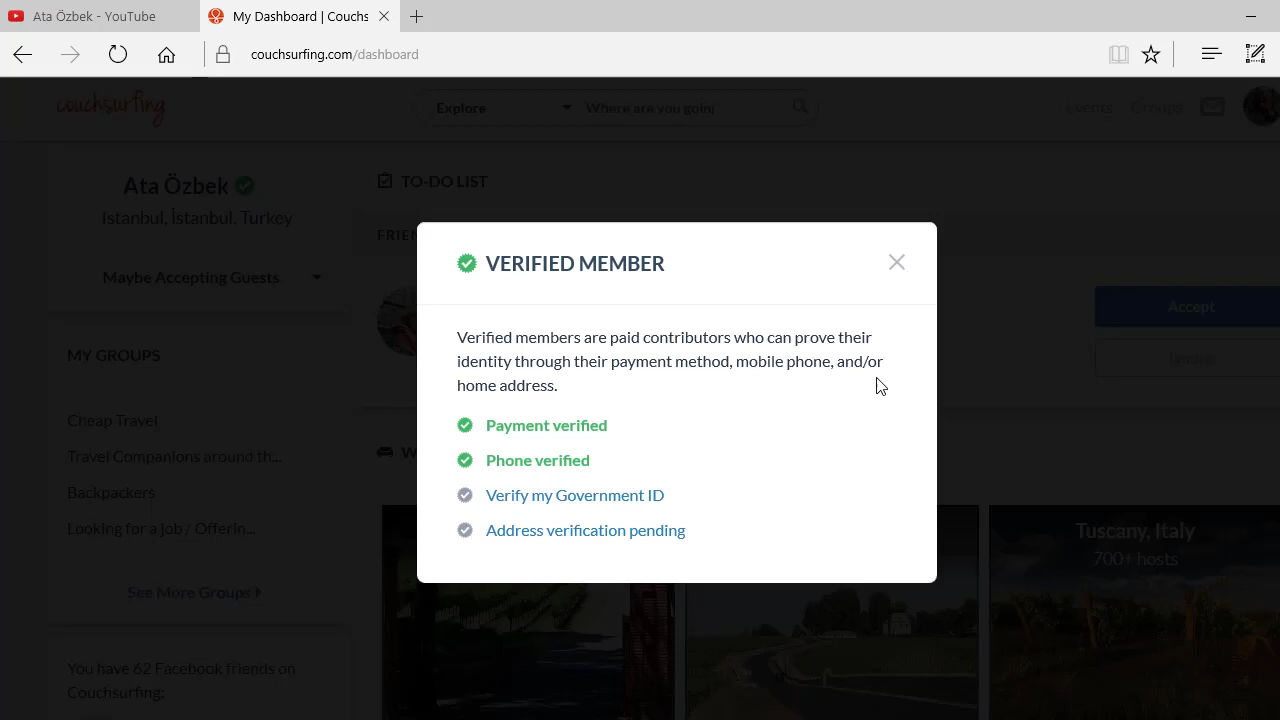 Ata Özbek - YouTube
My Dashboard | Couchs
couchsurfing.com/dashboard
couchsurfing
Explore
Where are you goin
Events
Groups
Ata Özbek
Istanbul, İstanbul, Turkey
Maybe Accepting Guests
TO-DO LIST
FRIEN
Accept
VERIFIED MEMBER
Verified members are paid contributors who can prove their
identity through their payment method, mobile phone, and/or
home address.
Payment verified
Phone verified
Verify my Government ID
Address verification pending
MY GROUPS
Cheap Travel
Travel Companions around th...
Backpackers
Looking for a job / Offerin...
See More Groups
You have 62 Facebook friends on
Couchsurfing:
W
Tuscany, Italy
700+ hosts